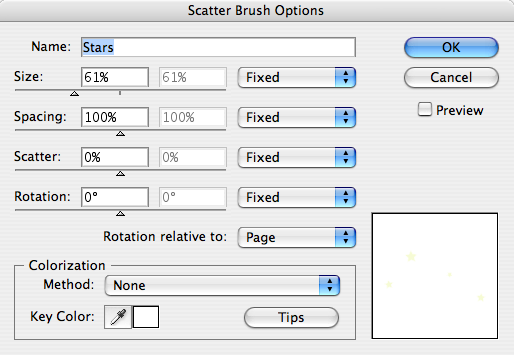 Scatter Brush Options
Name: Stars OK
Size: 61% 61% Fixed Cancel
Spacing: 100% 100% Fixed Preview
Scatter: 0% 0% Fixed
Rotation: 0° 0° Fixed
Rotation relative to: Page
Colorization
Method: None
Key Color: Tips